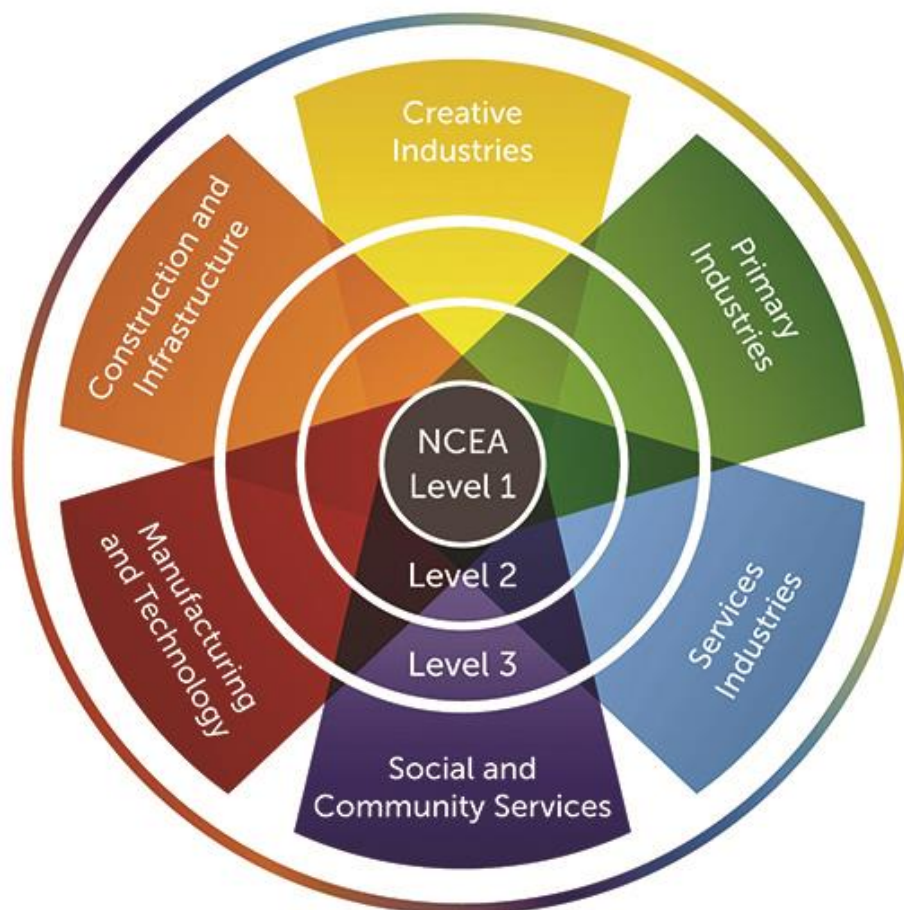 Creative
Industries
Primary
Industries
Services
Industries
Social and
Community Services
Manufacturing
and Technology
Construction and
Infrastructure
NCEA
Level 1
Level 2
Level 3